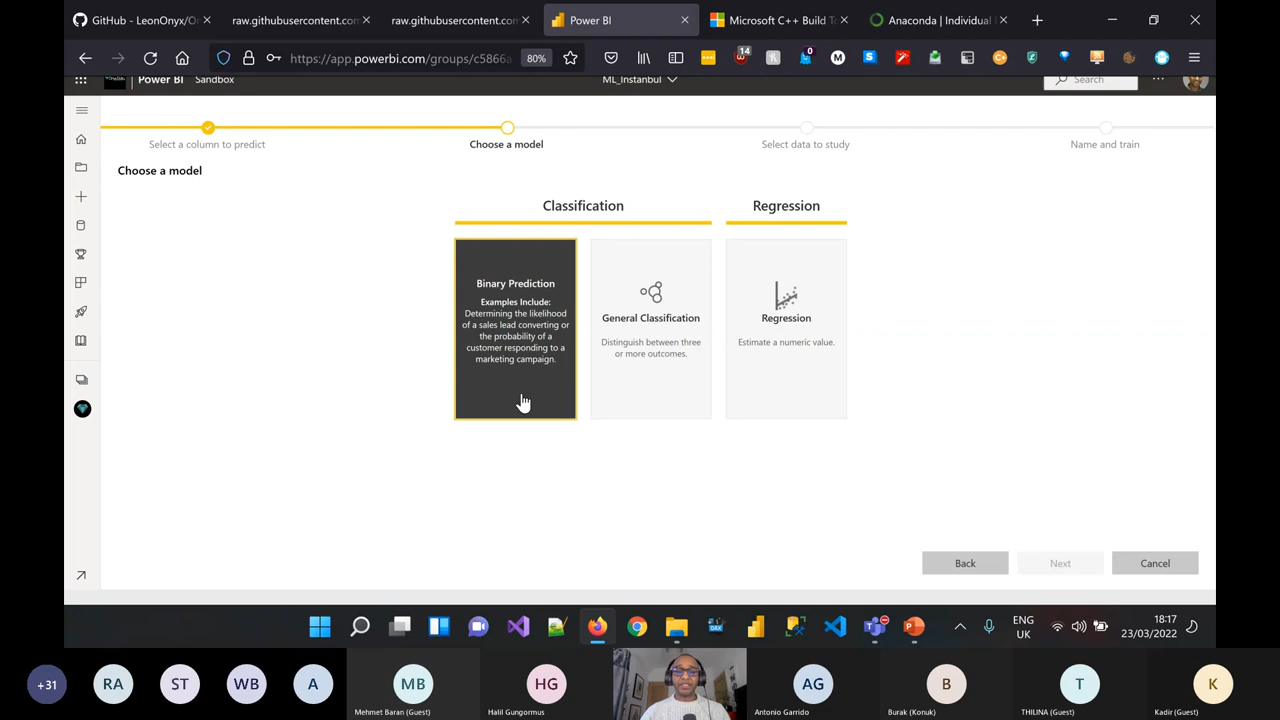 GitHub - LeonOnyx/
raw.githubusercontent.com
raw.githubusercontent.com
Power BI
Microsoft C++ Build T
Anaconda | Individual
https://app.powerbi.com/groups/c5866
80%
14
0
Power BI
Sandbox
ML_Instanbul
Search
Select a column to predict
Choose a model
Select data to study
Name and train
Choose a model
Classification
Regression
Binary Prediction
Examples Include:
Determining the likelihood
of a sales lead converting or
the probability of a
customer responding to a
marketing campaign.
General Classification
Distinguish between three
or more outcomes.
Regression
Estimate a numeric value.
Back
Next
Cancel
DAX
ENG
UK
18:17
23/03/2022
+31
RA
ST
WB
A
MB
Mehmet Baran (Guest)
HG
Halil Gungormus
AG
Antonio Garrido
B
Burak (Konuk)
T
THILINA (Guest)
K
Kadir (Guest)